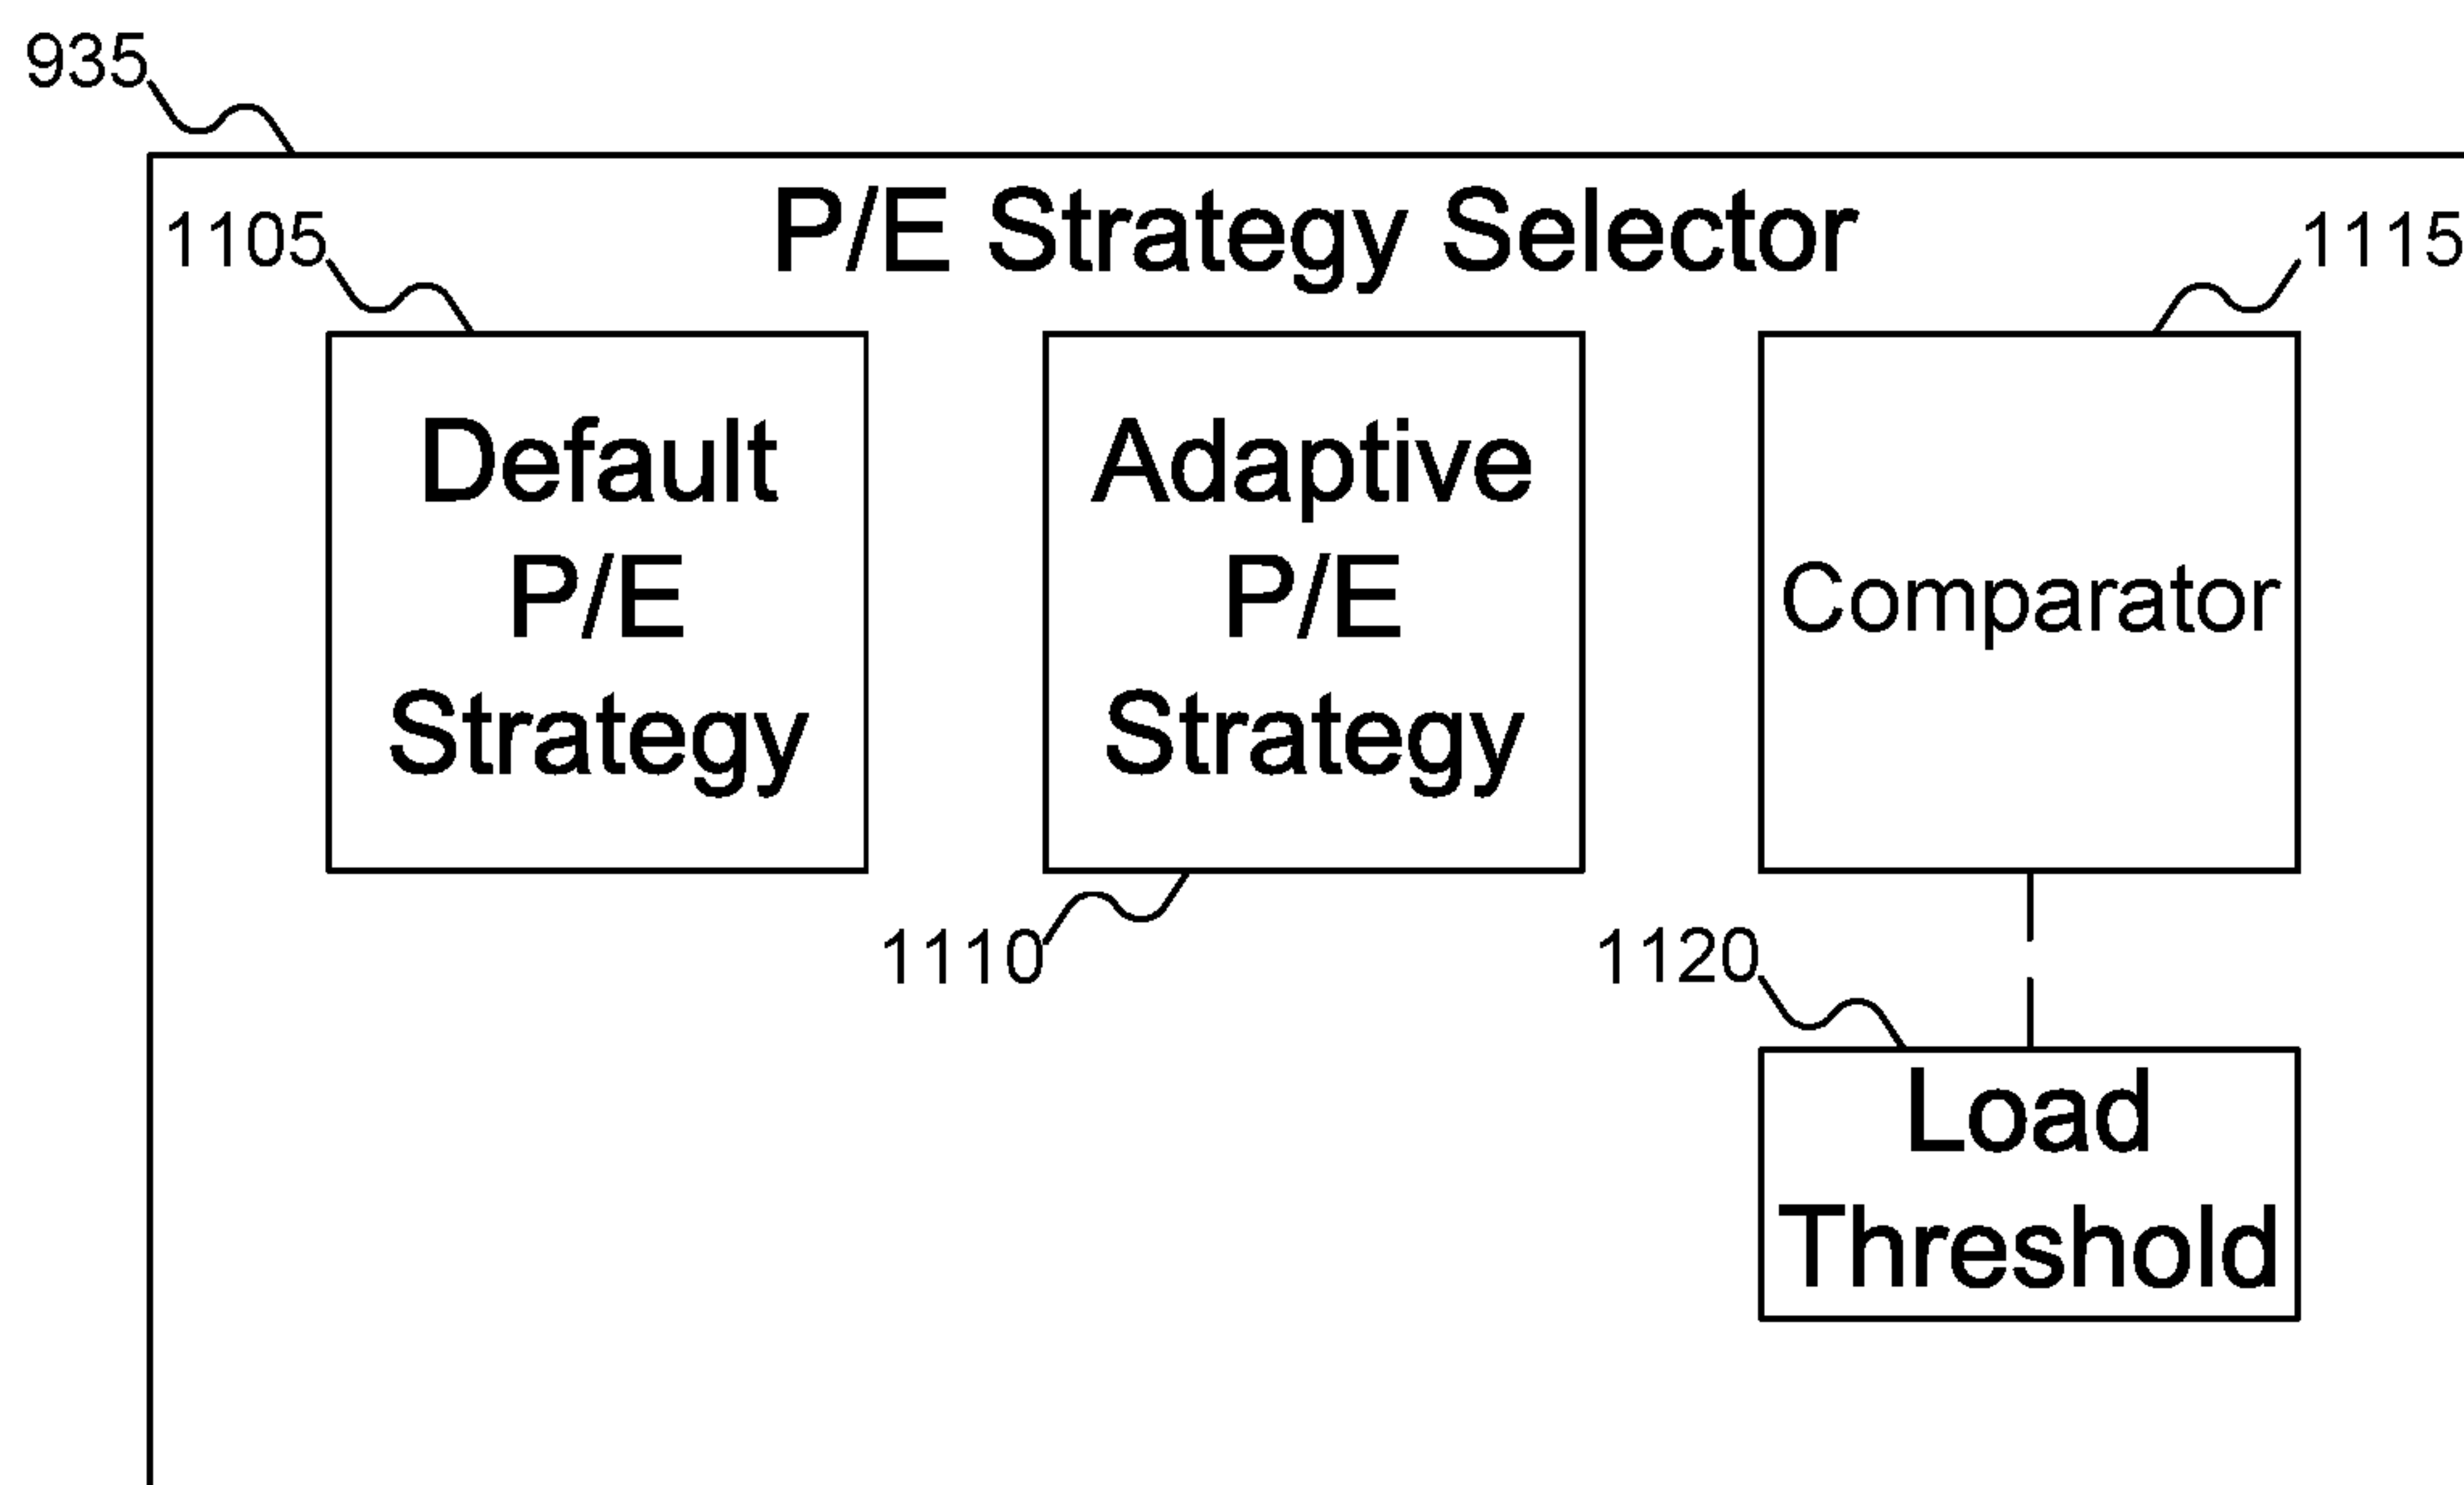 935
P/E Strategy Selector
1105
1115
Default
P/E
Strategy
Adaptive
P/E
Strategy
Comparator
1110
1120
Load
Threshold